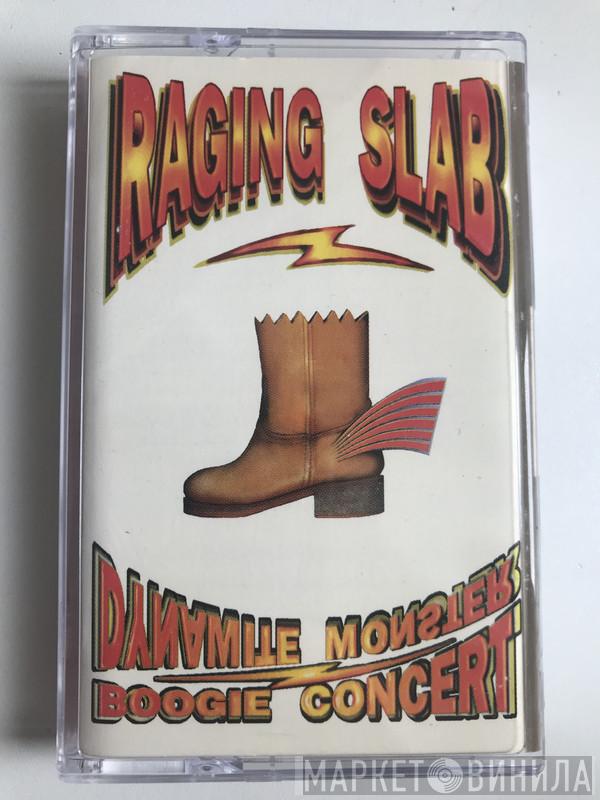 RAGING SLAB
DYNAMITE MONSTER
BOOGIE CONCERT
МАРКЕТ ВИНИЛА